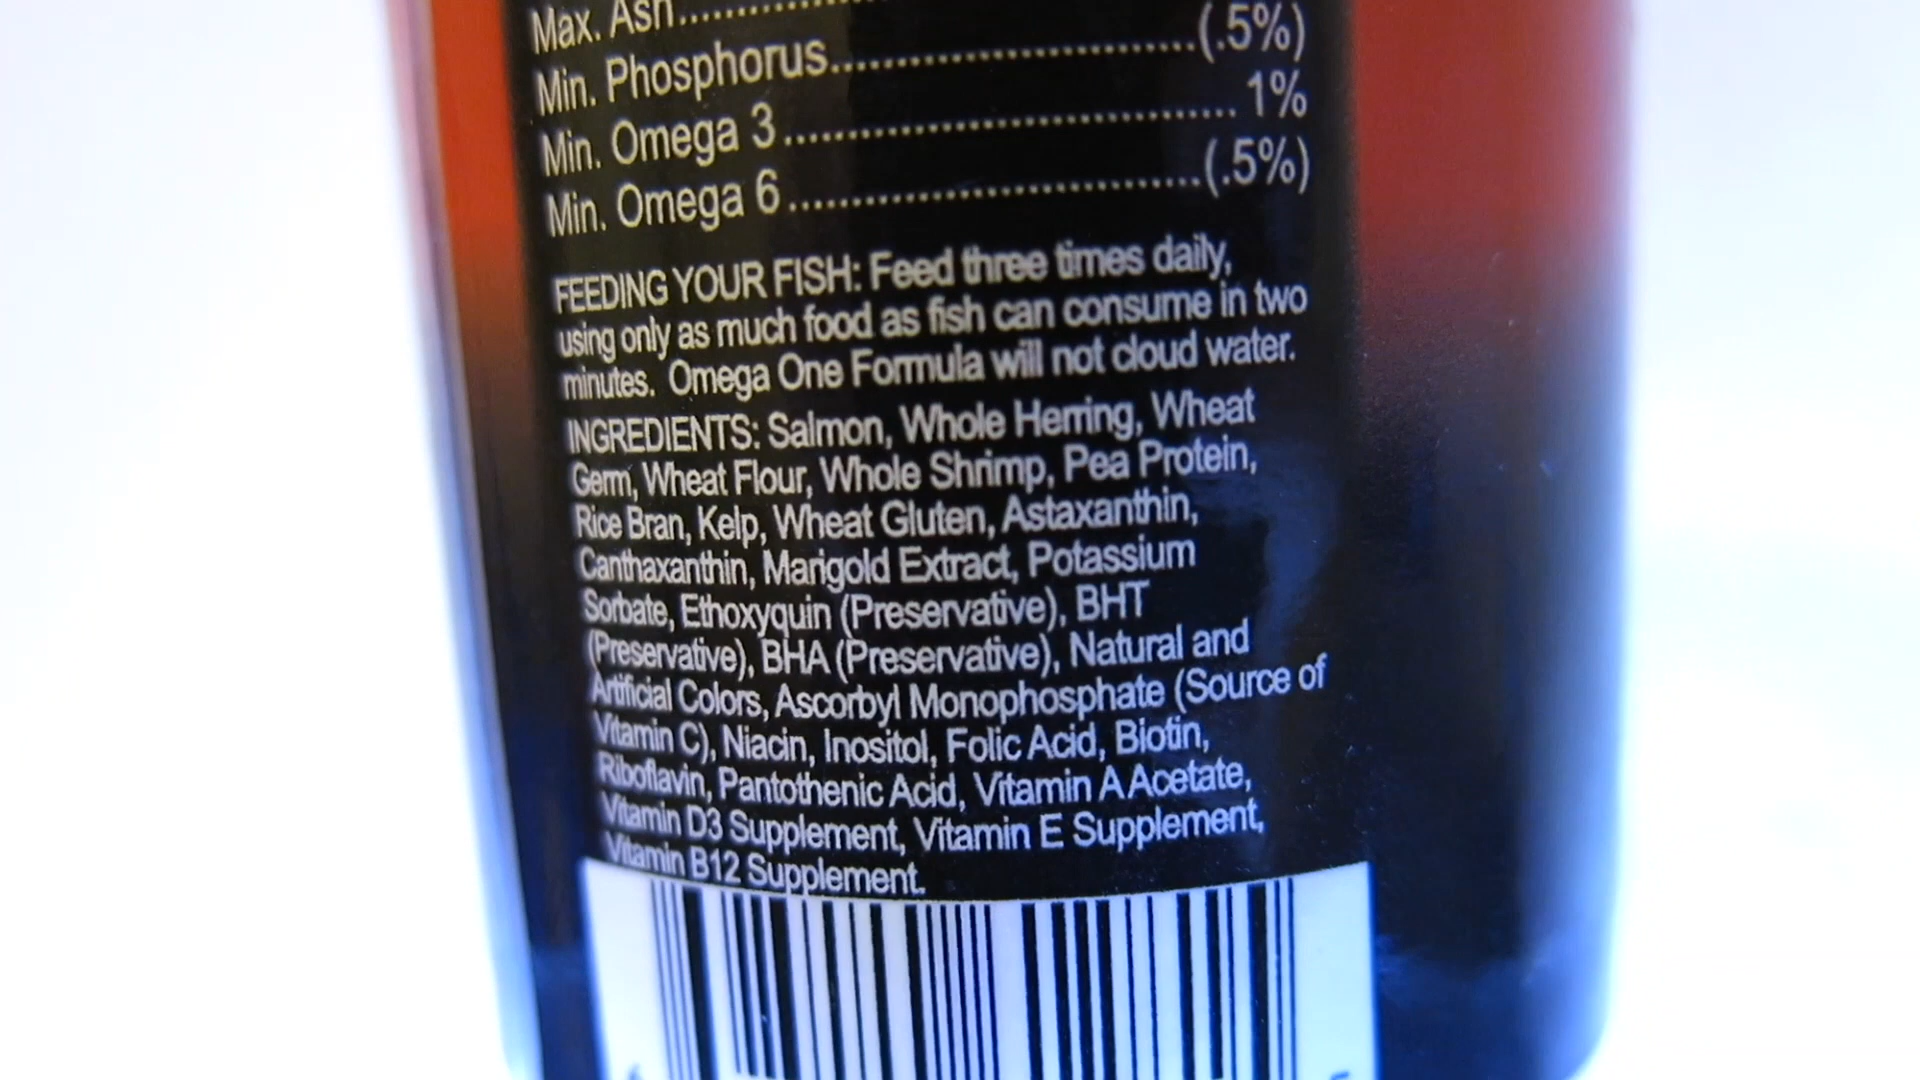 Max. Ash..........
Min. Phosphorus..............................(.5%)
Min. Omega 3...................................... 1%
Min. Omega 6..................................(.5%)
FEEDING YOUR FISH: Feed three times daily,
using only as much food as fish can consume in two
minutes. Omega One Formula will not cloud water.
INGREDIENTS: Salmon, Whole Herring, Wheat
Germ, Wheat Flour, Whole Shrimp, Pea Protein,
Rice Bran, Kelp, Wheat Gluten, Astaxanthin,
Canthaxanthin, Marigold Extract, Potassium
Sorbate, Ethoxyquin (Preservative), BHT
(Preservative), BHA (Preservative), Natural and
Artificial Colors, Ascorbyl Monophosphate (Source of
Vitamin C), Niacin, Inositol, Folic Acid, Biotin,
Riboflavin, Pantothenic Acid, Vitamin A Acetate,
Vitamin D3 Supplement, Vitamin E Supplement,
Vitamin B12 Supplement.